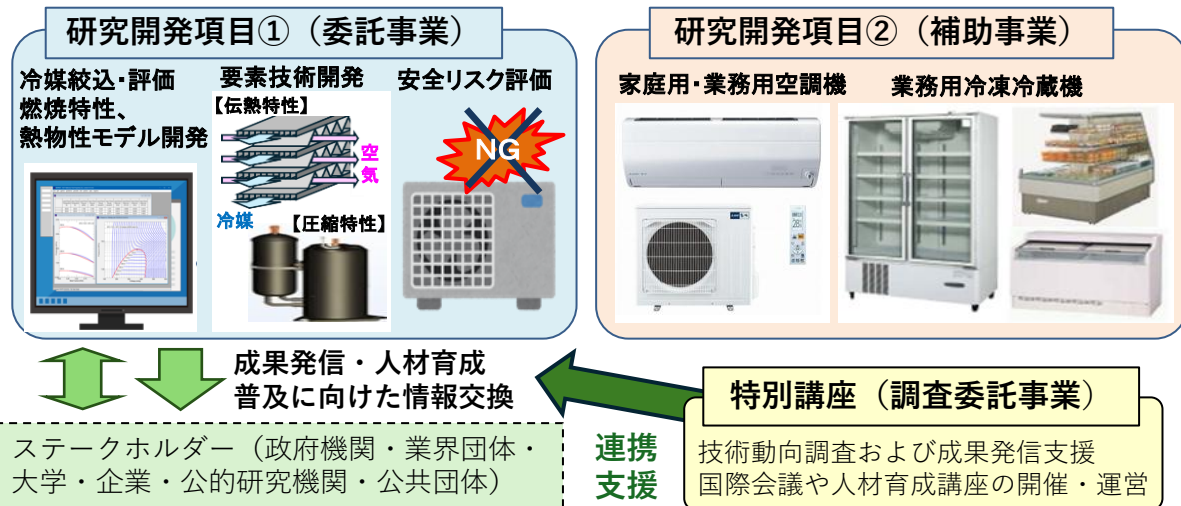 研究開発項目①（委託事業）
冷媒絞込・評価
燃焼特性、
熱物性モデル開発
要素技術開発
【伝熱特性】
空気
冷媒
【圧縮特性】
安全リスク評価
NG
研究開発項目②（補助事業）
家庭用・業務用空調機
業務用冷凍冷蔵機
成果発信・人材育成
普及に向けた情報交換
ステークホルダー（政府機関・業界団体・
大学・企業・公的研究機関・公共団体）
連携
支援
特別講座（調査委託事業）
技術動向調査および成果発信支援
国際会議や人材育成講座の開催・運営